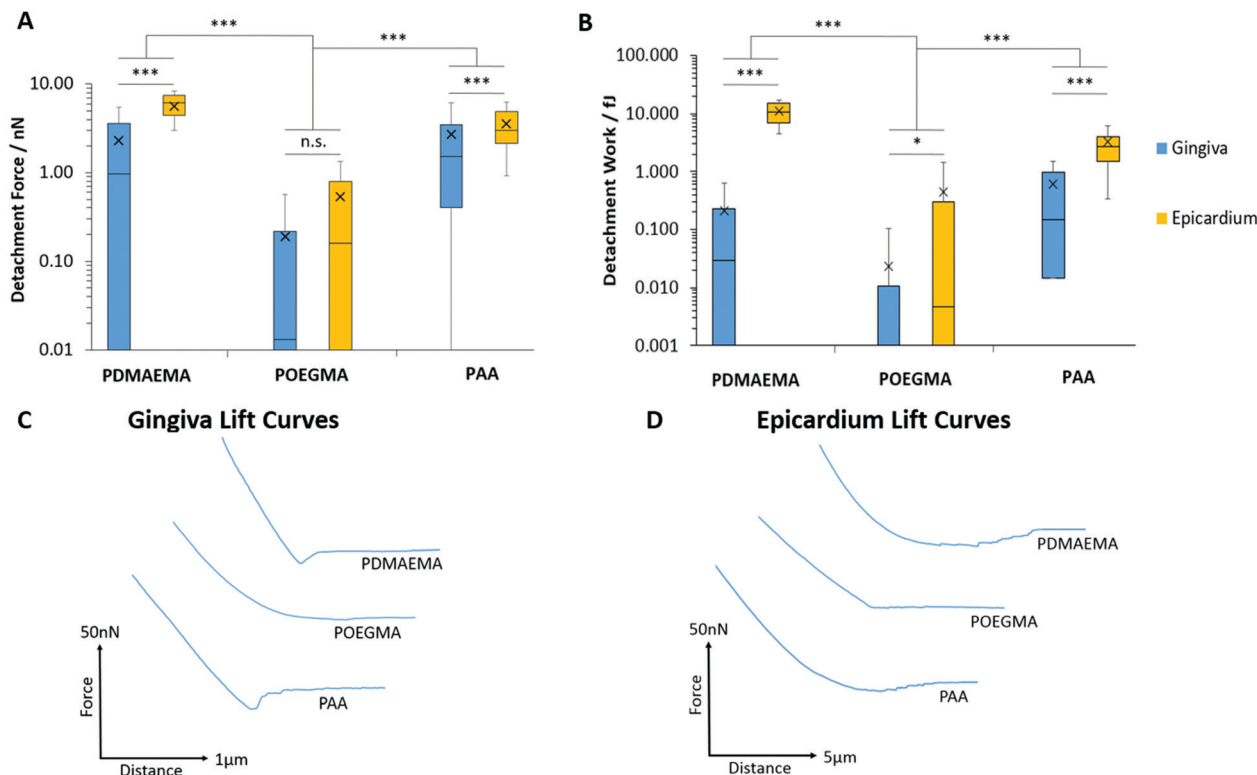 A
***
***
***
***
n.s.
Detachment Force / nN
10.00
1.00
0.10
0.01
PDMAEMA
POEGMA
PAA
B
***
***
***
***
*
Detachment Work / fJ
100.000
10.000
1.000
0.100
0.010
0.001
PDMAEMA
POEGMA
PAA
Gingiva
Epicardium
C
Gingiva Lift Curves
PDMAEMA
POEGMA
PAA
50nN
Force
Distance
1µm
D
Epicardium Lift Curves
PDMAEMA
POEGMA
PAA
50nN
Force
Distance
5µm